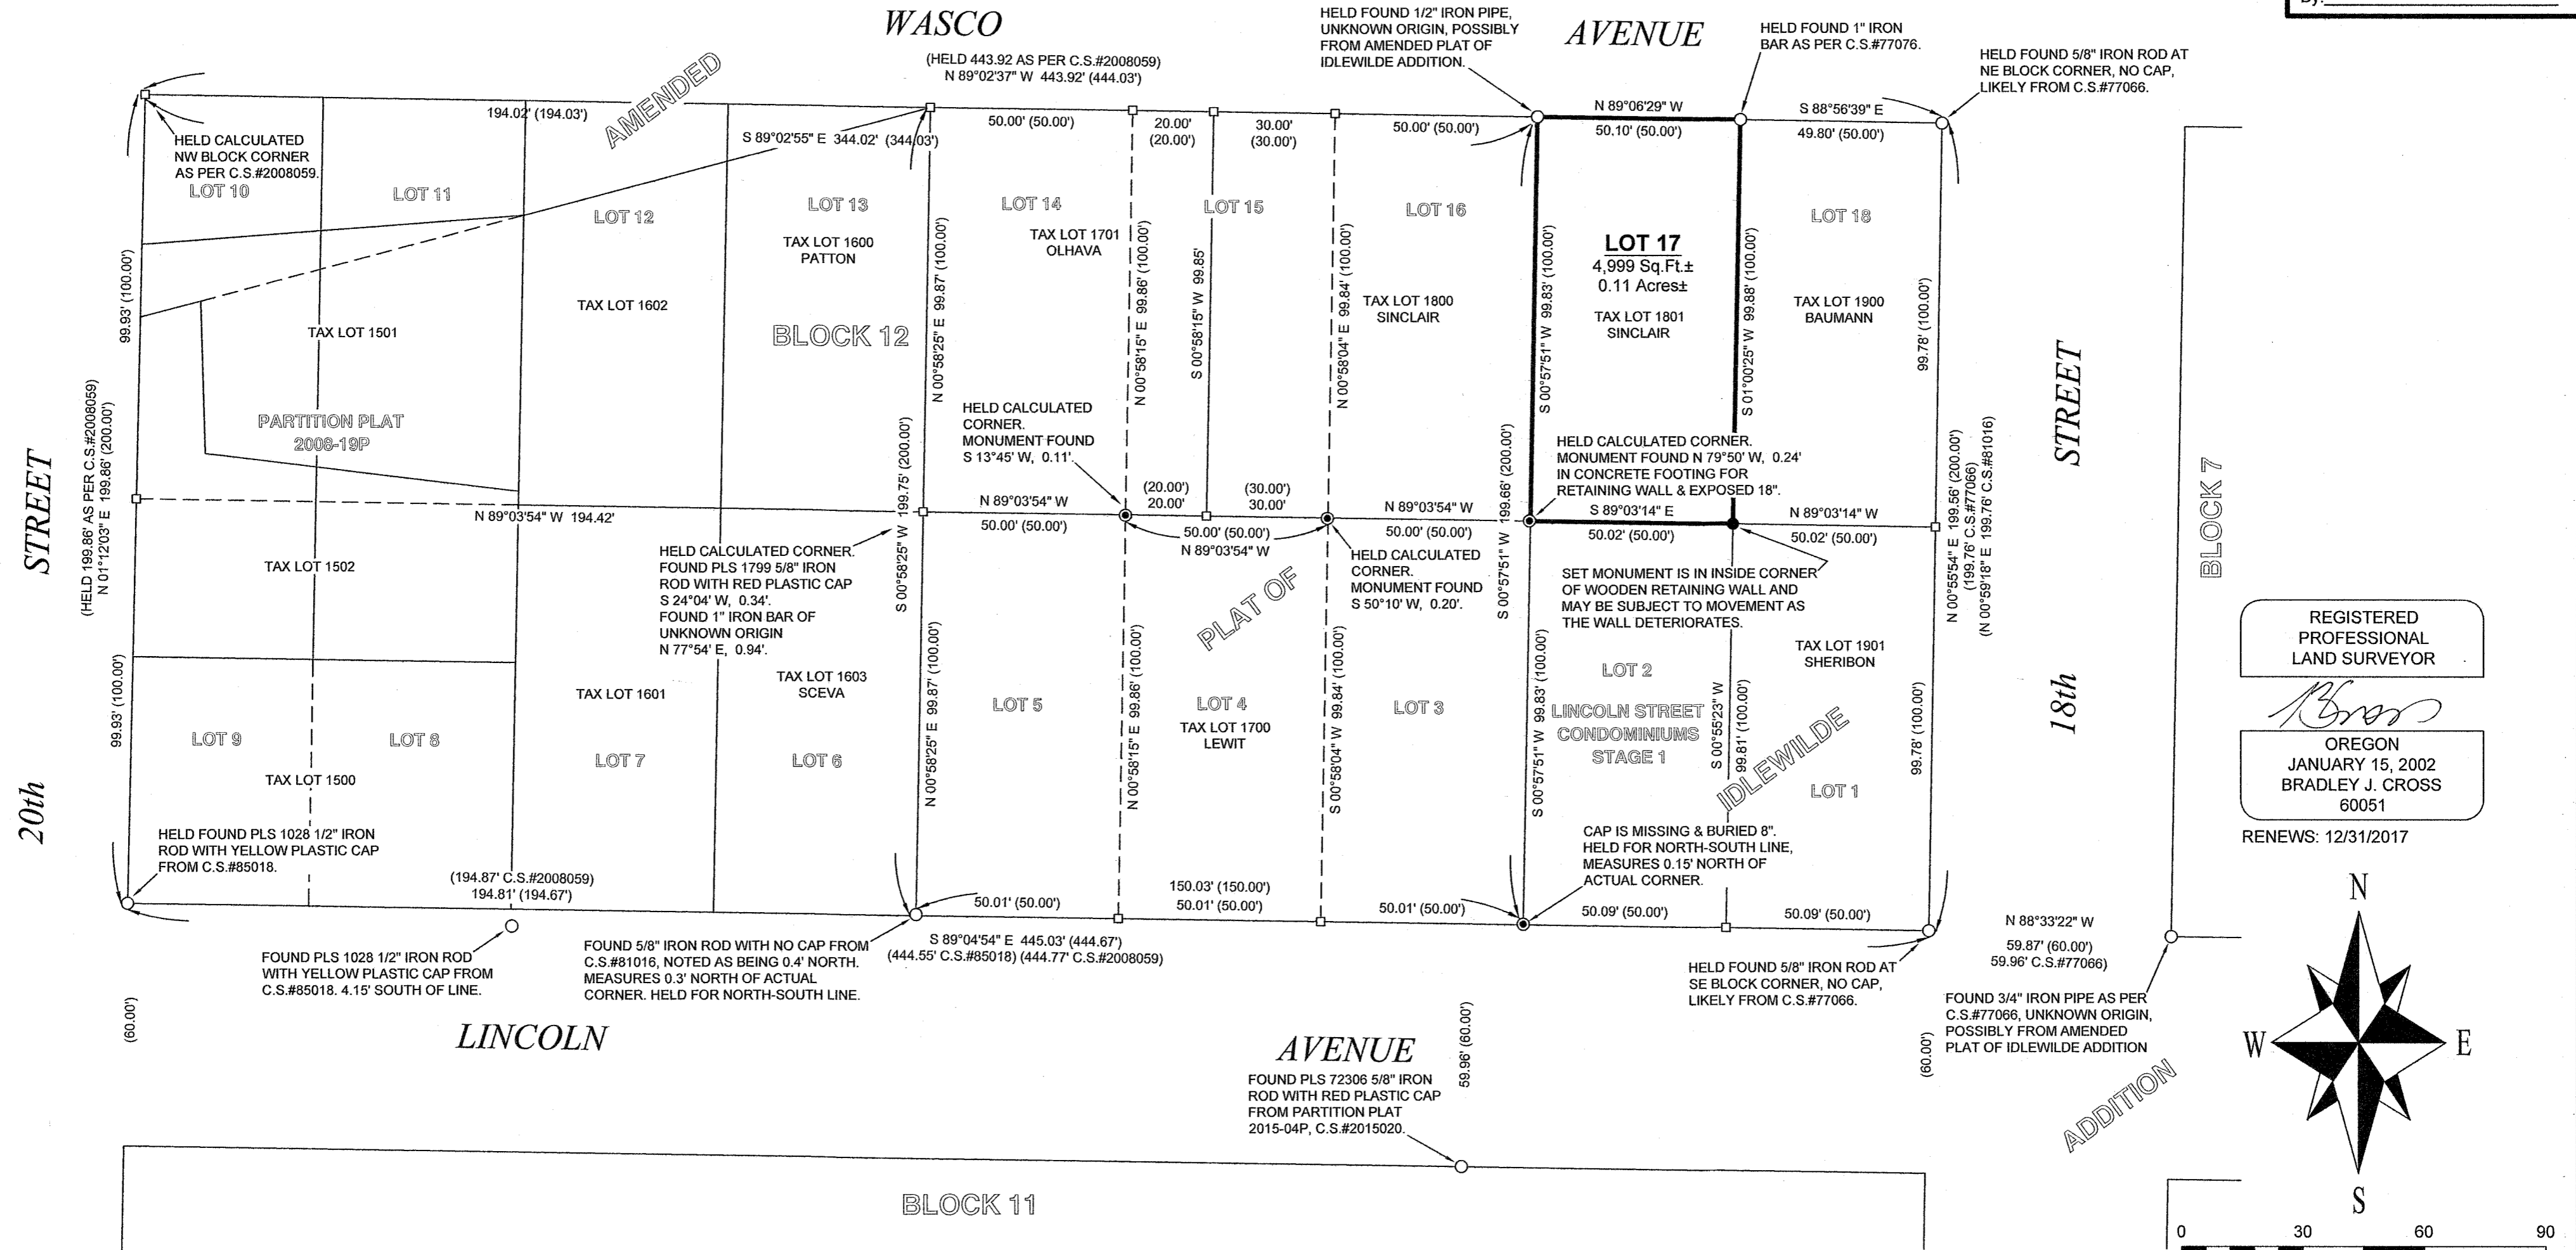 By:
WASCO
AVENUE
(HELD 443.92 AS PER C.S.#2008059)
N 89°02'37" W 443.92' (444.03')
HELD FOUND 1/2" IRON PIPE,
UNKNOWN ORIGIN, POSSIBLY
FROM AMENDED PLAT OF
IDLEWILDE ADDITION.
HELD FOUND 1" IRON
BAR AS PER C.S.#77076.
HELD FOUND 5/8" IRON ROD AT
NE BLOCK CORNER, NO CAP,
LIKELY FROM C.S.#77066.
AMENDED
194.02' (194.03')
S 89°02'55" E 344.02' (344.03')
50.00' (50.00')
20.00'
(20.00')
30.00'
(30.00')
50.00' (50.00')
N 89°06'29" W
50.10' (50.00')
S 88°56'39" E
49.80' (50.00')
HELD CALCULATED
NW BLOCK CORNER
AS PER C.S.#2008059.
LOT 10
LOT 11
LOT 12
LOT 13
LOT 14
LOT 15
LOT 16
LOT 17
4,999 Sq.Ft.±
0.11 Acres±
TAX LOT 1801
SINCLAIR
LOT 18
TAX LOT 1600
PATTON
TAX LOT 1701
OLHAVA
TAX LOT 1800
SINCLAIR
TAX LOT 1900
BAUMANN
TAX LOT 1501
TAX LOT 1602
BLOCK 12
PARTITION PLAT
2008-19P
99.93' (100.00')
N 00°58'25" E 99.87' (100.00')
N 00°58'15" E 99.86' (100.00')
S 00°58'15" W 99.85'
N 00°58'04" E 99.84' (100.00')
S 00°57'51" W 99.83' (100.00')
S 01°00'25" W 99.88' (100.00')
99.78' (100.00')
20th
STREET
(HELD 199.86' AS PER C.S.#2008059)
N 01°12'03" E 199.86' (200.00')
S 00°58'25" W 199.75' (200.00')
S 00°57'51" W 199.66' (200.00')
N 00°55'54" E 199.56' (200.00')
(199.76' C.S.#77066)
(N 00°59'18" E 199.76' C.S.#81016)
18th
STREET
BLOCK 7
HELD CALCULATED
CORNER.
MONUMENT FOUND
S 13°45' W, 0.11'.
HELD CALCULATED CORNER.
MONUMENT FOUND N 79°50' W, 0.24'
IN CONCRETE FOOTING FOR
RETAINING WALL & EXPOSED 18".
N 89°03'54" W 194.42'
N 89°03'54" W
50.00' (50.00')
(20.00')
20.00'
(30.00')
30.00'
50.00' (50.00')
N 89°03'54" W
N 89°03'54" W
50.00' (50.00')
S 89°03'14" E
50.02' (50.00')
N 89°03'14" W
50.02' (50.00')
HELD CALCULATED CORNER.
FOUND PLS 1799 5/8" IRON
ROD WITH RED PLASTIC CAP
S 24°04' W, 0.34'.
FOUND 1" IRON BAR OF
UNKNOWN ORIGIN
N 77°54' E, 0.94'.
HELD CALCULATED
CORNER.
MONUMENT FOUND
S 50°10' W, 0.20'.
SET MONUMENT IS IN INSIDE CORNER
OF WOODEN RETAINING WALL AND
MAY BE SUBJECT TO MOVEMENT AS
THE WALL DETERIORATES.
PLAT OF
TAX LOT 1502
TAX LOT 1601
TAX LOT 1603
SCEVA
LOT 9
LOT 8
LOT 7
LOT 6
LOT 5
LOT 4
TAX LOT 1700
LEWIT
LOT 3
LOT 2
LINCOLN STREET
CONDOMINIUMS
STAGE 1
TAX LOT 1901
SHERIBON
LOT 1
IDLEWILDE
TAX LOT 1500
99.93' (100.00')
N 00°58'25" E 99.87' (100.00')
N 00°58'15" E 99.86' (100.00')
S 00°58'04" W 99.84' (100.00')
S 00°57'51" W 99.83' (100.00')
S 00°55'23" W
99.81' (100.00')
99.78' (100.00')
HELD FOUND PLS 1028 1/2" IRON
ROD WITH YELLOW PLASTIC CAP
FROM C.S.#85018.
CAP IS MISSING & BURIED 8".
HELD FOR NORTH-SOUTH LINE,
MEASURES 0.15' NORTH OF
ACTUAL CORNER.
(194.87' C.S.#2008059)
194.81' (194.67')
50.01' (50.00')
150.03' (150.00')
50.01' (50.00')
50.01' (50.00')
50.09' (50.00')
50.09' (50.00')
S 89°04'54" E 445.03' (444.67')
(444.55' C.S.#85018) (444.77' C.S.#2008059)
FOUND PLS 1028 1/2" IRON ROD
WITH YELLOW PLASTIC CAP FROM
C.S.#85018. 4.15' SOUTH OF LINE.
FOUND 5/8" IRON ROD WITH NO CAP FROM
C.S.#81016, NOTED AS BEING 0.4' NORTH.
MEASURES 0.3' NORTH OF ACTUAL
CORNER. HELD FOR NORTH-SOUTH LINE.
HELD FOUND 5/8" IRON ROD AT
SE BLOCK CORNER, NO CAP,
LIKELY FROM C.S.#77066.
N 88°33'22" W
59.87' (60.00')
59.96' C.S.#77066)
FOUND 3/4" IRON PIPE AS PER
C.S.#77066, UNKNOWN ORIGIN,
POSSIBLY FROM AMENDED
PLAT OF IDLEWILDE ADDITION
(60.00')
LINCOLN
AVENUE
59.96' (60.00')
(60.00')
FOUND PLS 72306 5/8" IRON
ROD WITH RED PLASTIC CAP
FROM PARTITION PLAT
2015-04P, C.S.#2015020.
ADDITION
BLOCK 11
REGISTERED
PROFESSIONAL
LAND SURVEYOR
OREGON
JANUARY 15, 2002
BRADLEY J. CROSS
60051
RENEWS: 12/31/2017
N
W
E
S
0 30 60 90